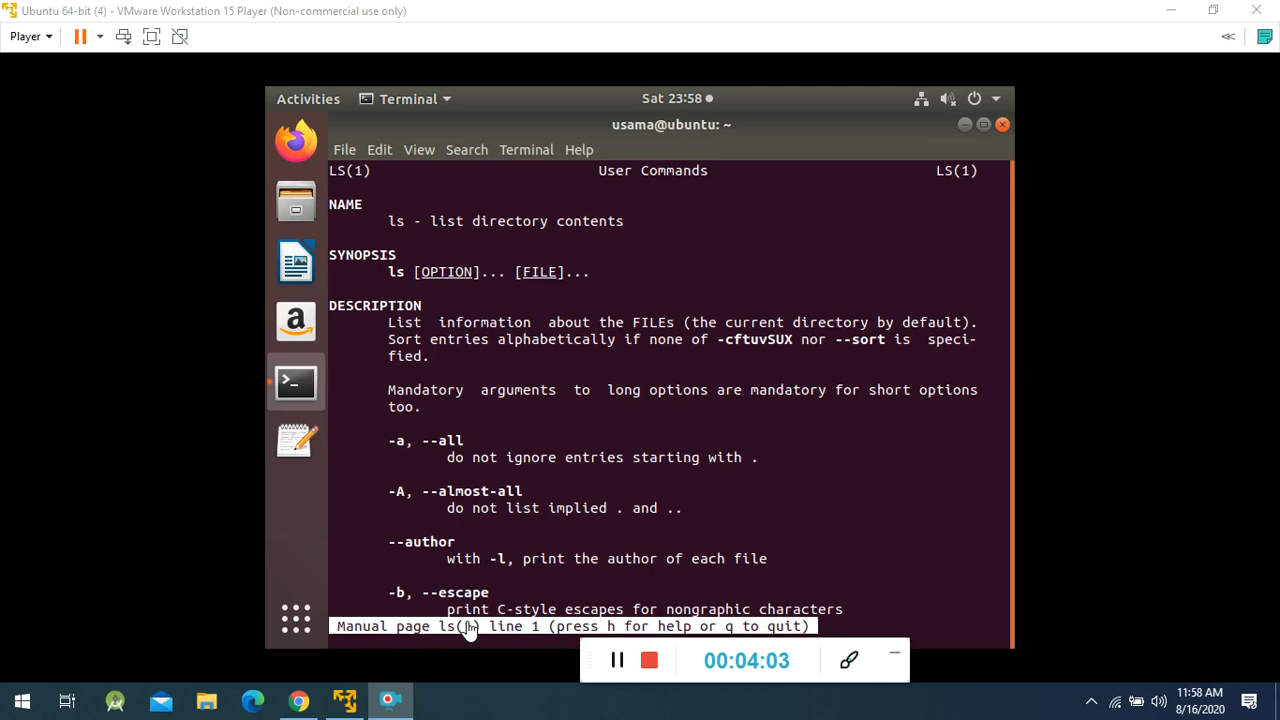 Ubuntu 64-bit (4) - VMware Workstation 15 Player (Non-commercial use only)
Player
Activities Terminal Sat 23:58
usama@ubuntu: ~
File Edit View Search Terminal Help
LS(1) User Commands LS(1)
NAME
ls - list directory contents
SYNOPSIS
ls [OPTION]... [FILE]...
DESCRIPTION
List information about the FILEs (the current directory by default).
Sort entries alphabetically if none of -cftuvSUX nor --sort is speci-
fied.
Mandatory arguments to long options are mandatory for short options
too.
-a, --all
do not ignore entries starting with .
-A, --almost-all
do not list implied . and ..
--author
with -l, print the author of each file
-b, --escape
print C-style escapes for nongraphic characters
Manual page ls( ) line 1 (press h for help or q to quit)
00:04:03
11:58 AM
8/16/2020